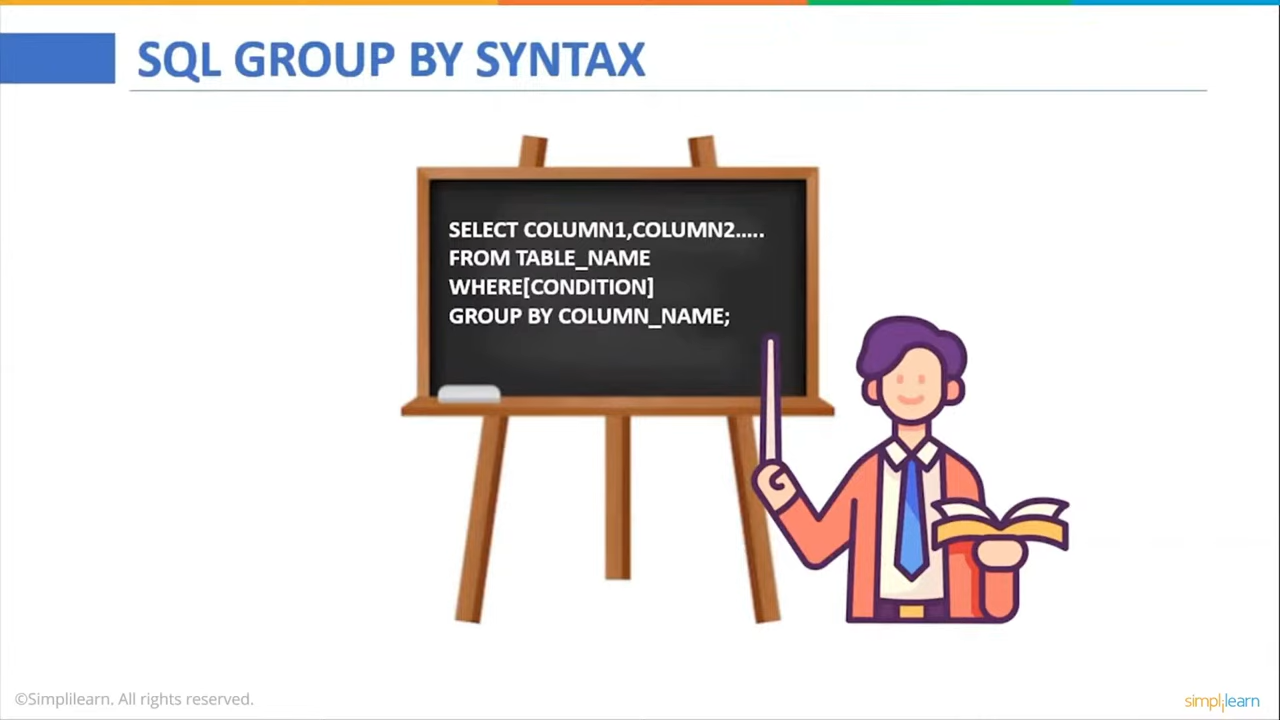 SQL GROUP BY SYNTAX
SELECT COLUMN1,COLUMN2.....
FROM TABLE_NAME
WHERE[CONDITION]
GROUP BY COLUMN_NAME;
©Simplilearn. All rights reserved.
simplilearn